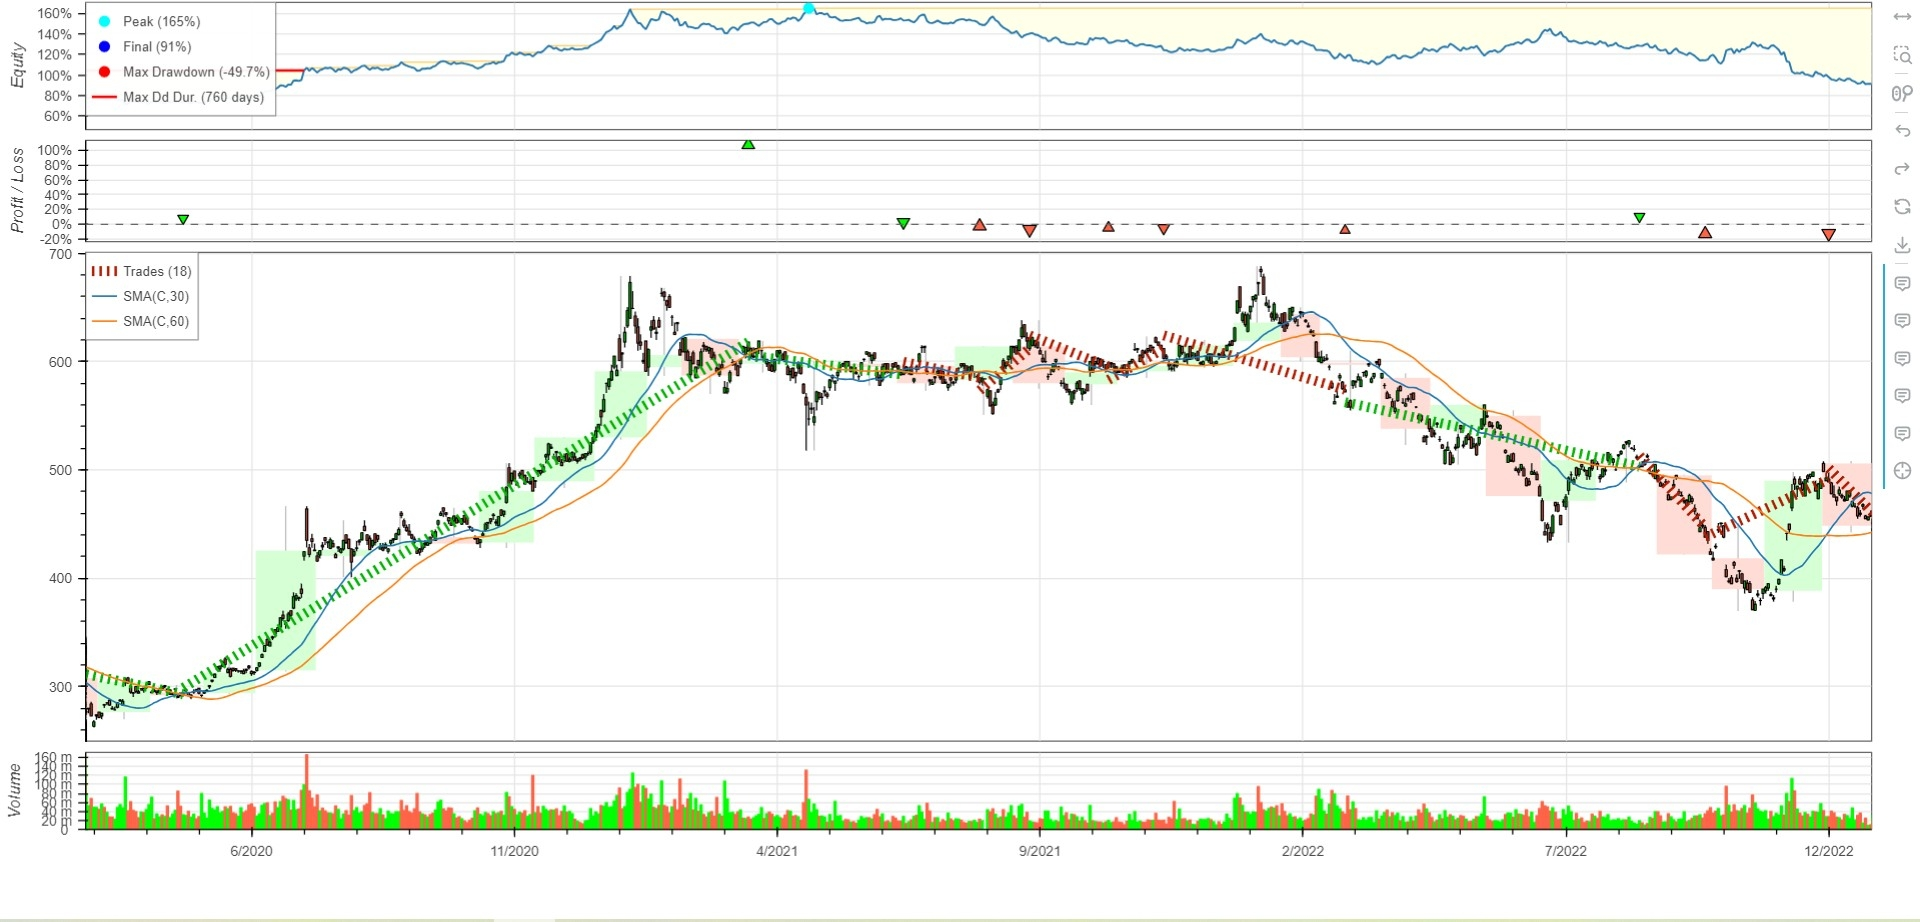 160%
140%
120%
100%
80%
60%
Equity
Peak (165%)
Final (91%)
Max Drawdown (-49.7%)
Max Dd Dur. (760 days)
100%
80%
60%
40%
20%
0%
-20%
Profit / Loss
700
600
500
400
300
Trades (18)
SMA(C,30)
SMA(C,60)
160 m
140 m
120 m
100 m
80 m
60 m
40 m
20 m
0
Volume
6/2020 11/2020 4/2021 9/2021 2/2022 7/2022 12/2022